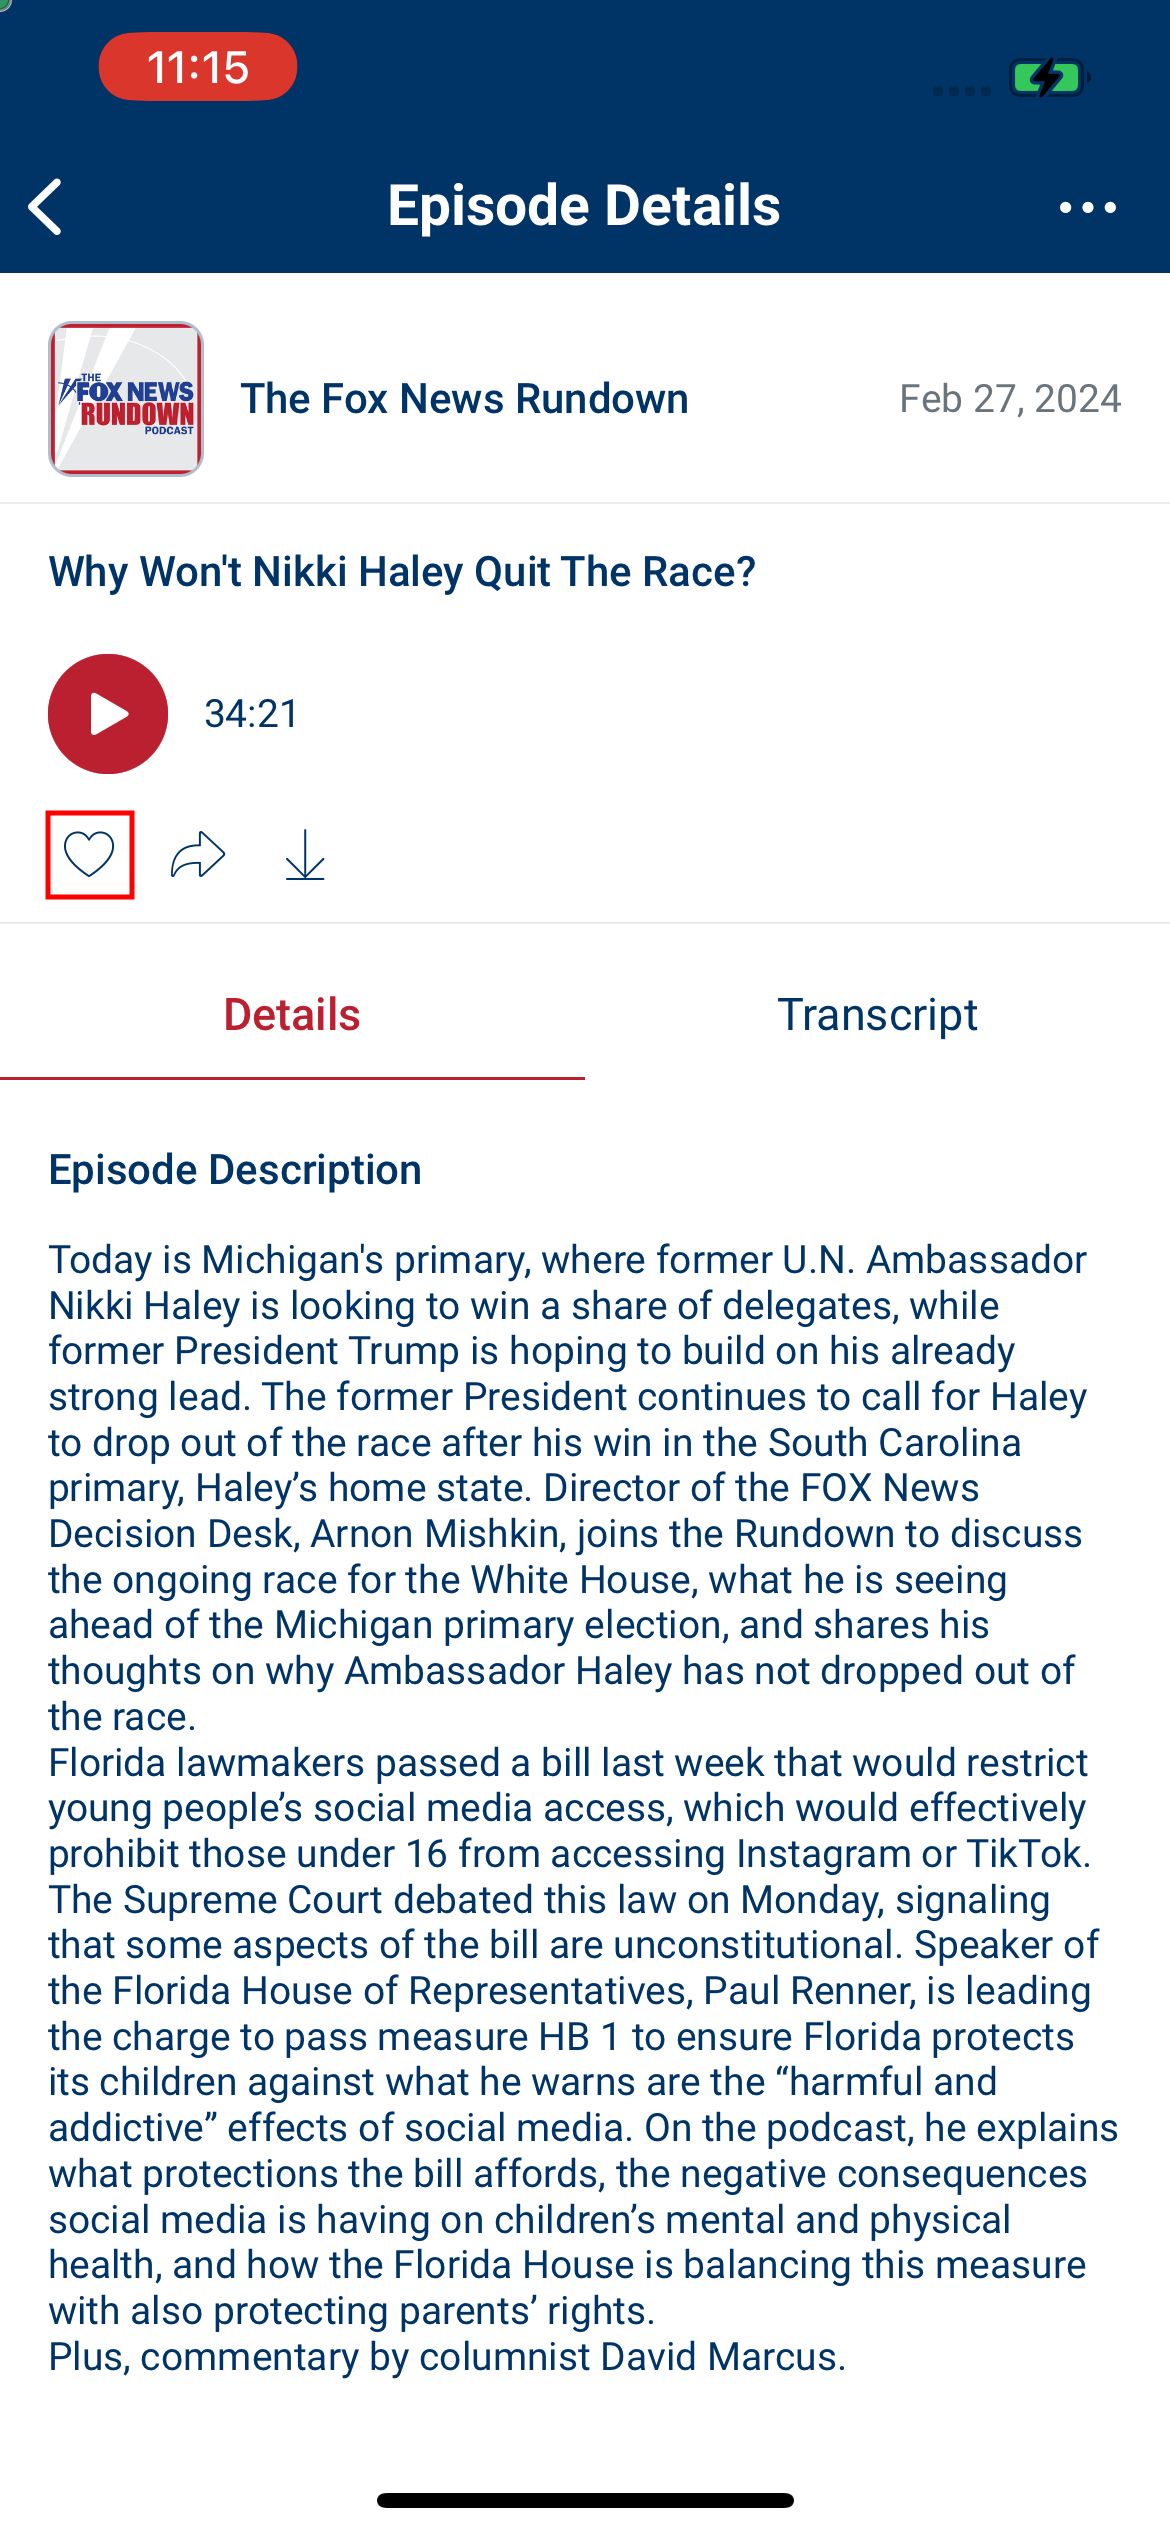 11:15
Episode Details
THE
FOX NEWS
RUNDOWN
PODCAST
The Fox News Rundown
Feb 27, 2024
Why Won't Nikki Haley Quit The Race?
34:21
Details
Transcript
Episode Description
Today is Michigan's primary, where former U.N. Ambassador
Nikki Haley is looking to win a share of delegates, while
former President Trump is hoping to build on his already
strong lead. The former President continues to call for Haley
to drop out of the race after his win in the South Carolina
primary, Haley’s home state. Director of the FOX News
Decision Desk, Arnon Mishkin, joins the Rundown to discuss
the ongoing race for the White House, what he is seeing
ahead of the Michigan primary election, and shares his
thoughts on why Ambassador Haley has not dropped out of
the race.
Florida lawmakers passed a bill last week that would restrict
young people’s social media access, which would effectively
prohibit those under 16 from accessing Instagram or TikTok.
The Supreme Court debated this law on Monday, signaling
that some aspects of the bill are unconstitutional. Speaker of
the Florida House of Representatives, Paul Renner, is leading
the charge to pass measure HB 1 to ensure Florida protects
its children against what he warns are the “harmful and
addictive” effects of social media. On the podcast, he explains
what protections the bill affords, the negative consequences
social media is having on children’s mental and physical
health, and how the Florida House is balancing this measure
with also protecting parents’ rights.
Plus, commentary by columnist David Marcus.